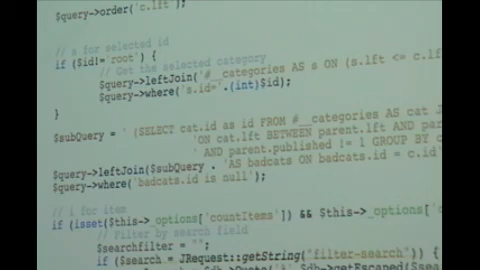 $query->order('c.lft');
// s for selected id
if ($id!='root') {
// Get the selected category
$query->leftJoin('#__categories AS s ON (s.lft <= c.lf
$query->where('s.id='.(int)$id);
}
$subQuery = ' (SELECT cat.id as id FROM #__categories AS cat J
'ON cat.lft BETWEEN parent.lft AND par
' AND parent.published != 1 GROUP BY c
$query->leftJoin($subQuery . 'AS badcats ON badcats.id = c.id'
$query->where('badcats.id is null');
// i for item
if (isset($this->_options['countItems']) && $this->_options['c
// Filter by search field
$searchfilter = "";
if ($search = JRequest::getString("filter-search")) {
$db->getEscaped($sea